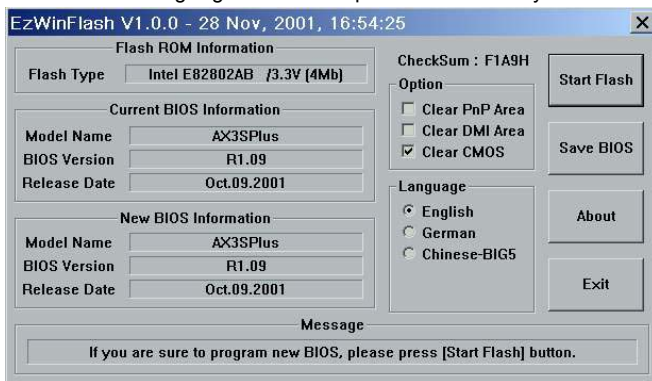 EzWinFlash V1.0.0 - 28 Nov, 2001, 16:54:25
Flash ROM Information
Flash Type Intel E82802AB /3.3V (4Mb)
Current BIOS Information
Model Name AX3SPlus
BIOS Version R1.09
Release Date Oct.09.2001
New BIOS Information
Model Name AX3SPlus
BIOS Version R1.09
Release Date Oct.09.2001
CheckSum : F1A9H
Option
Clear PnP Area
Clear DMI Area
Clear CMOS
Language
English
German
Chinese-BIG5
Start Flash
Save BIOS
About
Exit
Message
If you are sure to program new BIOS, please press [Start Flash] button.